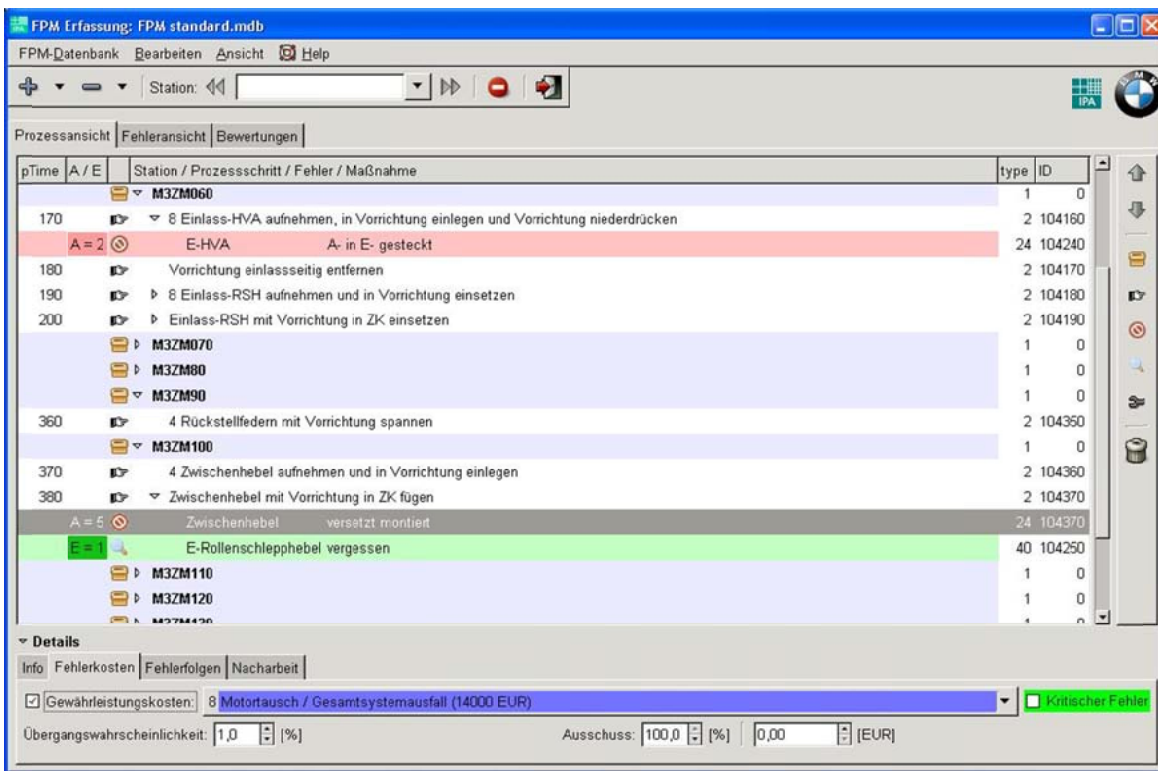 FPM Erfassung: FPM standard.mdb
FPM-Datenbank Bearbeiten Ansicht Help
Station:
IPA
BMW
Prozessansicht Fehleransicht Bewertungen
pTime A / E Station / Prozessschritt / Fehler / Maßnahme type ID
M3ZM060 1 0
170 8 Einlass-HVA aufnehmen, in Vorrichtung einlegen und Vorrichtung niederdrücken 2 104160
A = 2 E-HVA A- in E- gesteckt 24 104240
180 Vorrichtung einlassseitig entfernen 2 104170
190 8 Einlass-RSH aufnehmen und in Vorrichtung einsetzen 2 104180
200 Einlass-RSH mit Vorrichtung in ZK einsetzen 2 104190
M3ZM070 1 0
M3ZM80 1 0
M3ZM90 1 0
360 4 Rückstellfedern mit Vorrichtung spannen 2 104350
M3ZM100 1 0
370 4 Zwischenhebel aufnehmen und in Vorrichtung einlegen 2 104360
380 Zwischenhebel mit Vorrichtung in ZK fügen 2 104370
A = 5 Zwischenhebel versetzt montiert 24 104370
E = 1 E-Rollenschlepphebel vergessen 40 104250
M3ZM110 1 0
M3ZM120 1 0
Details
Info Fehlerkosten Fehlerfolgen Nacharbeit
Gewährleistungskosten: 8 Motortausch / Gesamtsystemausfall (14000 EUR) Kritischer Fehler
Übergangswahrscheinlichkeit: 1,0 [%] Ausschuss: 100,0 [%] 0,00 [EUR]